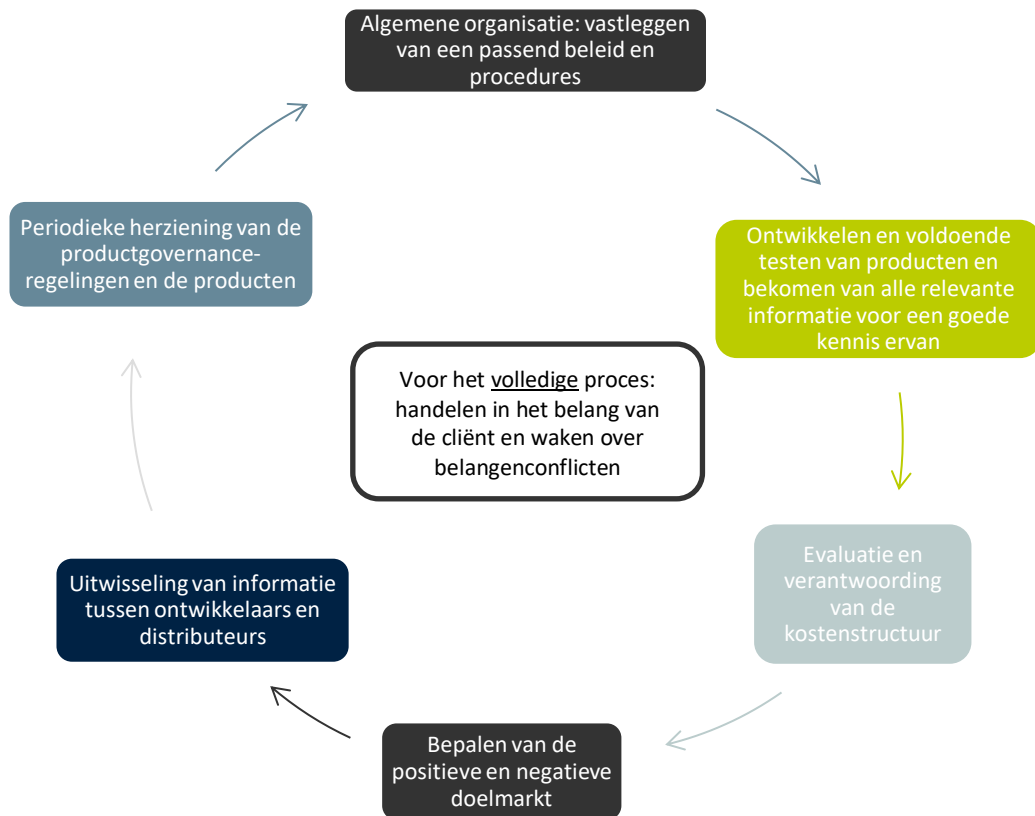 Algemene organisatie: vastleggen
van een passend beleid en
procedures
Ontwikkelen en voldoende
testen van producten en
bekomen van alle relevante
informatie voor een goede
kennis ervan
Evaluatie en
verantwoording
van de
kostenstructuur
Bepalen van de
positieve en negatieve
doelmarkt
Uitwisseling van informatie
tussen ontwikkelaars en
distributeurs
Periodieke herziening van de
productgovernance-
regelingen en de producten
Voor het volledige proces:
handelen in het belang van
de cliënt en waken over
belangenconflicten